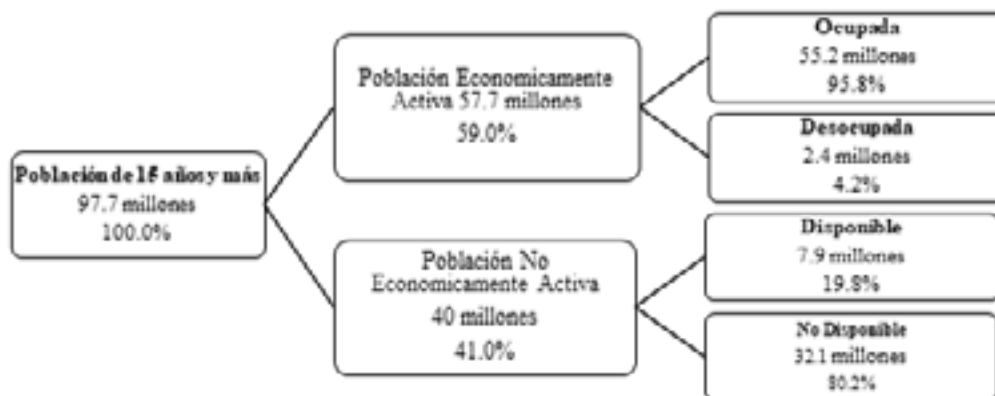 Población de 15 años y más
97.7 millones
100.0%
Población Economicamente
Activa 57.7 millones
59.0%
Población No
Economicamente Activa
40 millones
41.0%
Ocupada
55.2 millones
95.8%
Desocupada
2.4 millones
4.2%
Disponible
7.9 millones
19.8%
No Disponible
32.1 millones
80.2%